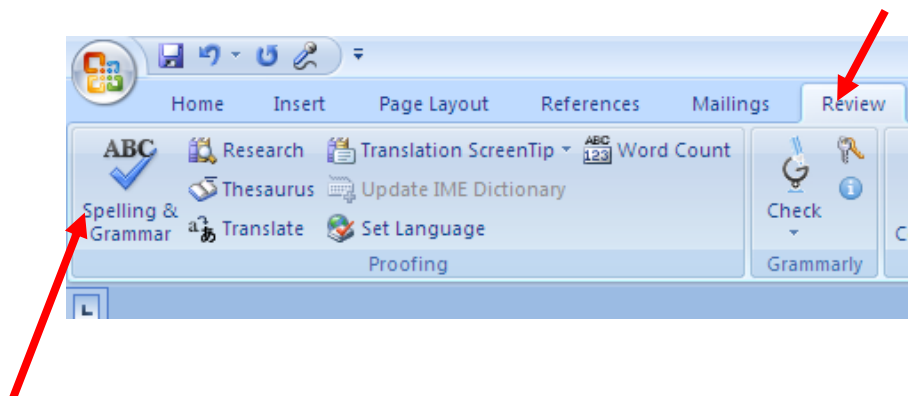 Home Insert Page Layout References Mailings Review
ABC Research Translation ScreenTip ABC 123 Word Count
Thesaurus Update IME Dictionary
Spelling & Grammar Translate Set Language Check C
Proofing Grammarly